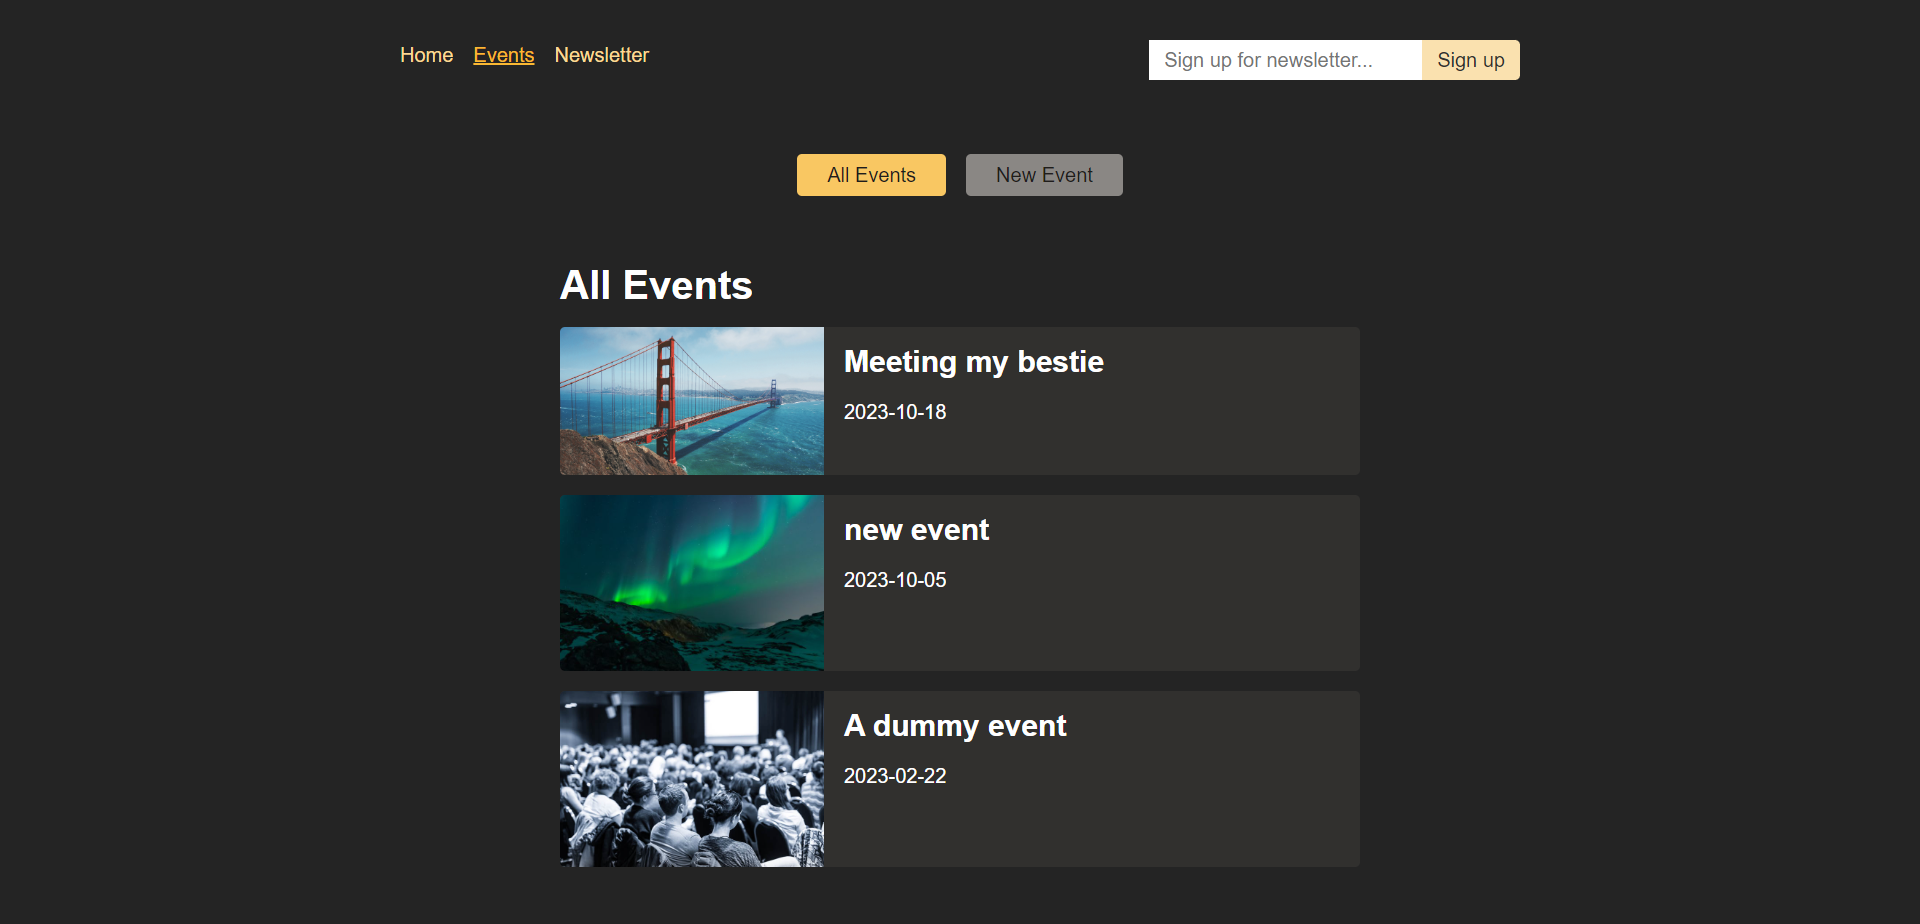 Home Events Newsletter
Sign up for newsletter... Sign up
All Events New Event
All Events
Meeting my bestie
2023-10-18
new event
2023-10-05
A dummy event
2023-02-22